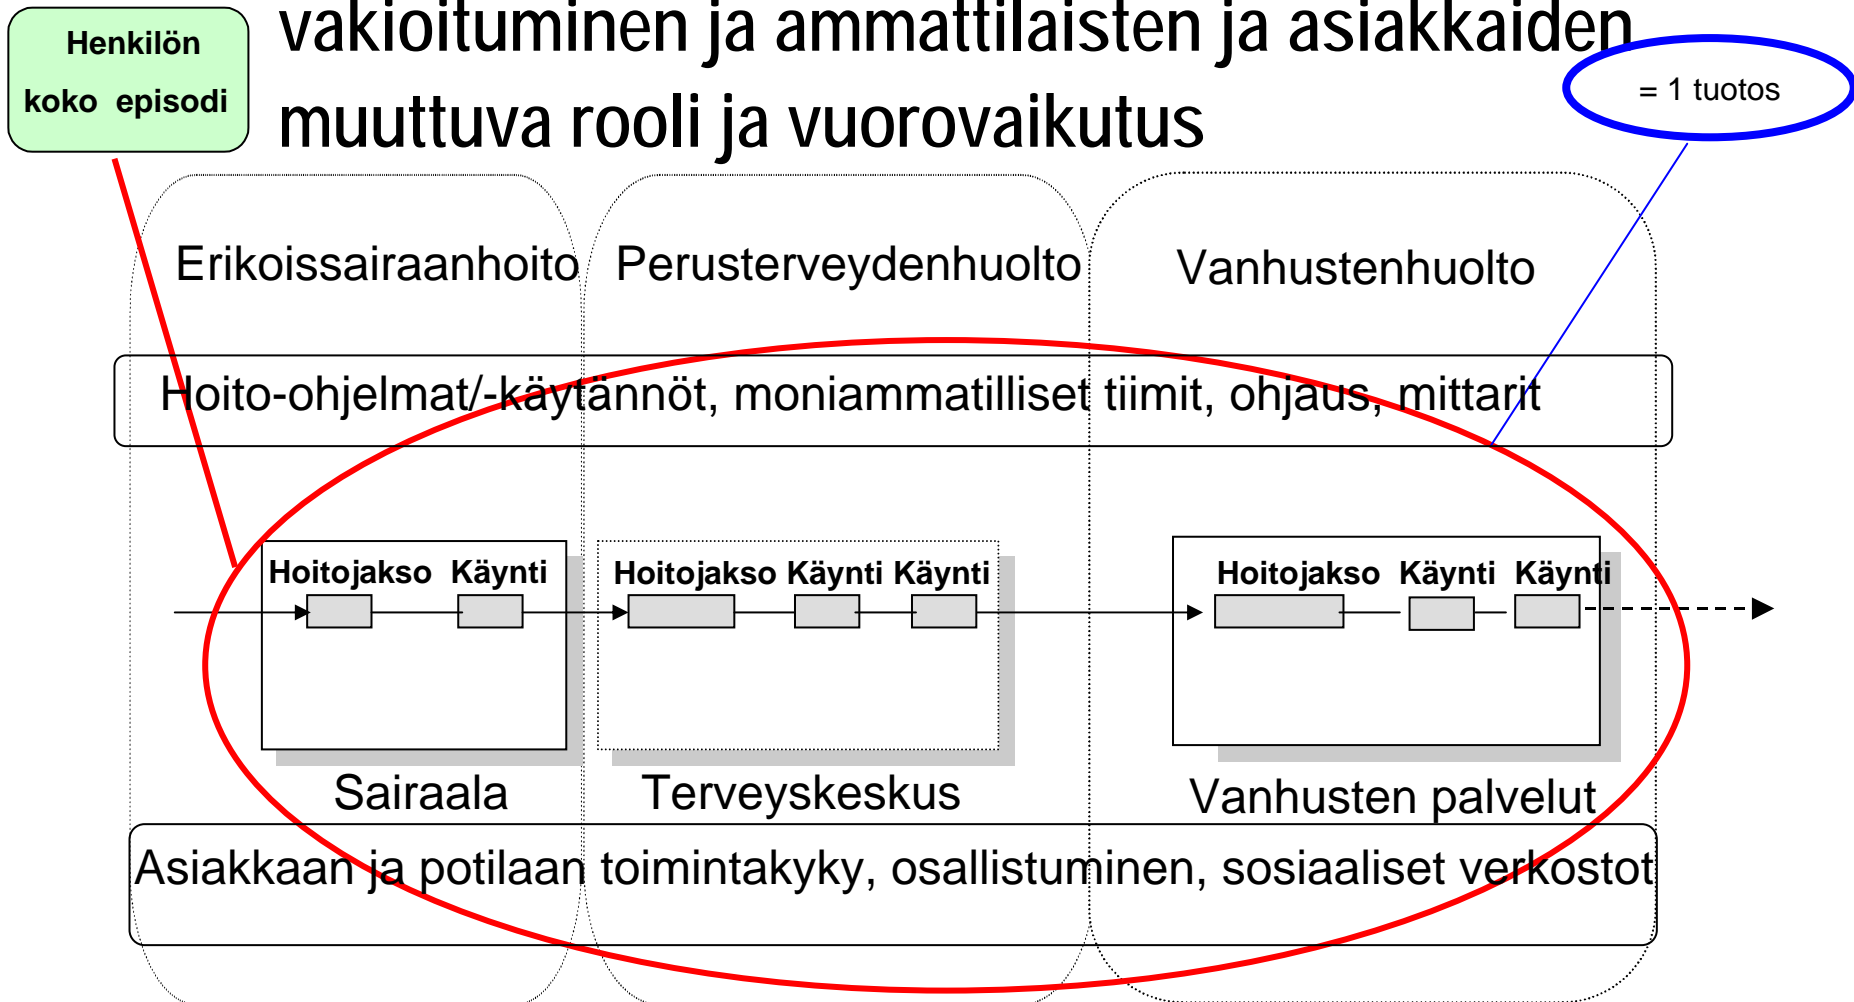 Henkilön
koko episodi
vakioituminen ja ammattilaisten ja asiakkaiden
muuttuva rooli ja vuorovaikutus
= 1 tuotos
Erikoissairaanhoito
Perusterveydenhuolto
Vanhustenhuolto
Hoito-ohjelmat/-käytännöt, moniammatilliset tiimit, ohjaus, mittarit
Hoitojakso Käynti
Hoitojakso Käynti Käynti
Hoitojakso Käynti Käynti
Sairaala
Terveyskeskus
Vanhusten palvelut
Asiakkaan ja potilaan toimintakyky, osallistuminen, sosiaaliset verkostot